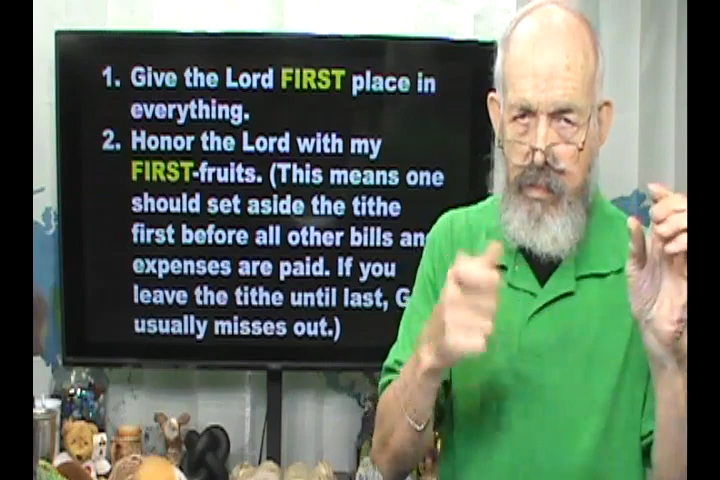 1. Give the Lord FIRST place in
everything.
2. Honor the Lord with my
FIRST-fruits. (This means one
should set aside the tithe
first before all other bills
expenses are paid. If you
leave the tithe until last,
usually misses out.)